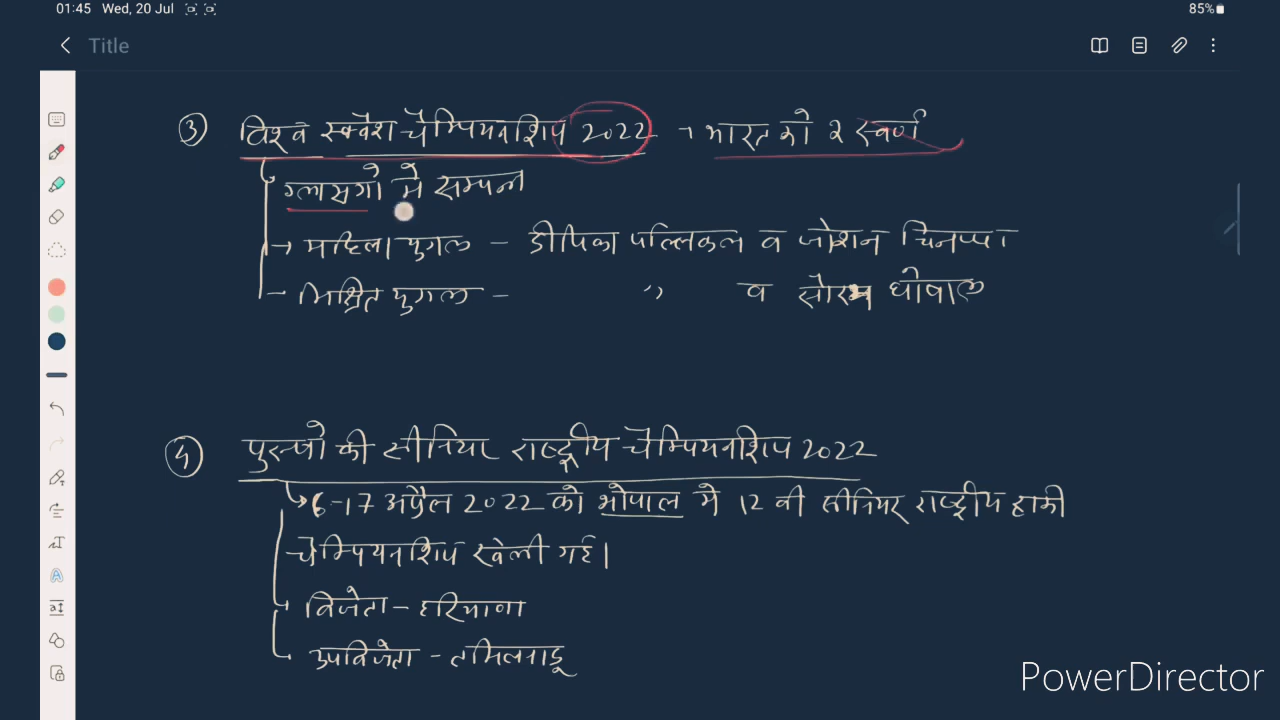 01:45 Wed, 20 Jul
85%
Title
③ विश्व स्क्वैश चैम्पियनशिप 2022 → भारत को 2 स्वर्ण
ग्लासगो में सम्पन्न
→ महिला युगल - दीपिका पल्लिकल व जोशन चिनप्पा
- मिश्रित युगल - " व सौरभ घोषाल
④ पुरुषो की सीनियर राष्ट्रीय चैम्पियनशिप 2022
6-17 अप्रैल 2022 को भोपाल में 12 वी सीनियर राष्ट्रीय हाकी
चैम्पियनशिप खेली गई।
विजेता - हरियाणा
उपविजेता - तमिलनाडू
PowerDirector